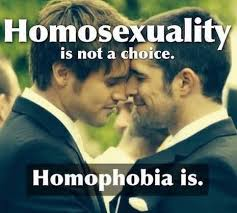 Homosexuality
is not a choice.
Homophobia is.